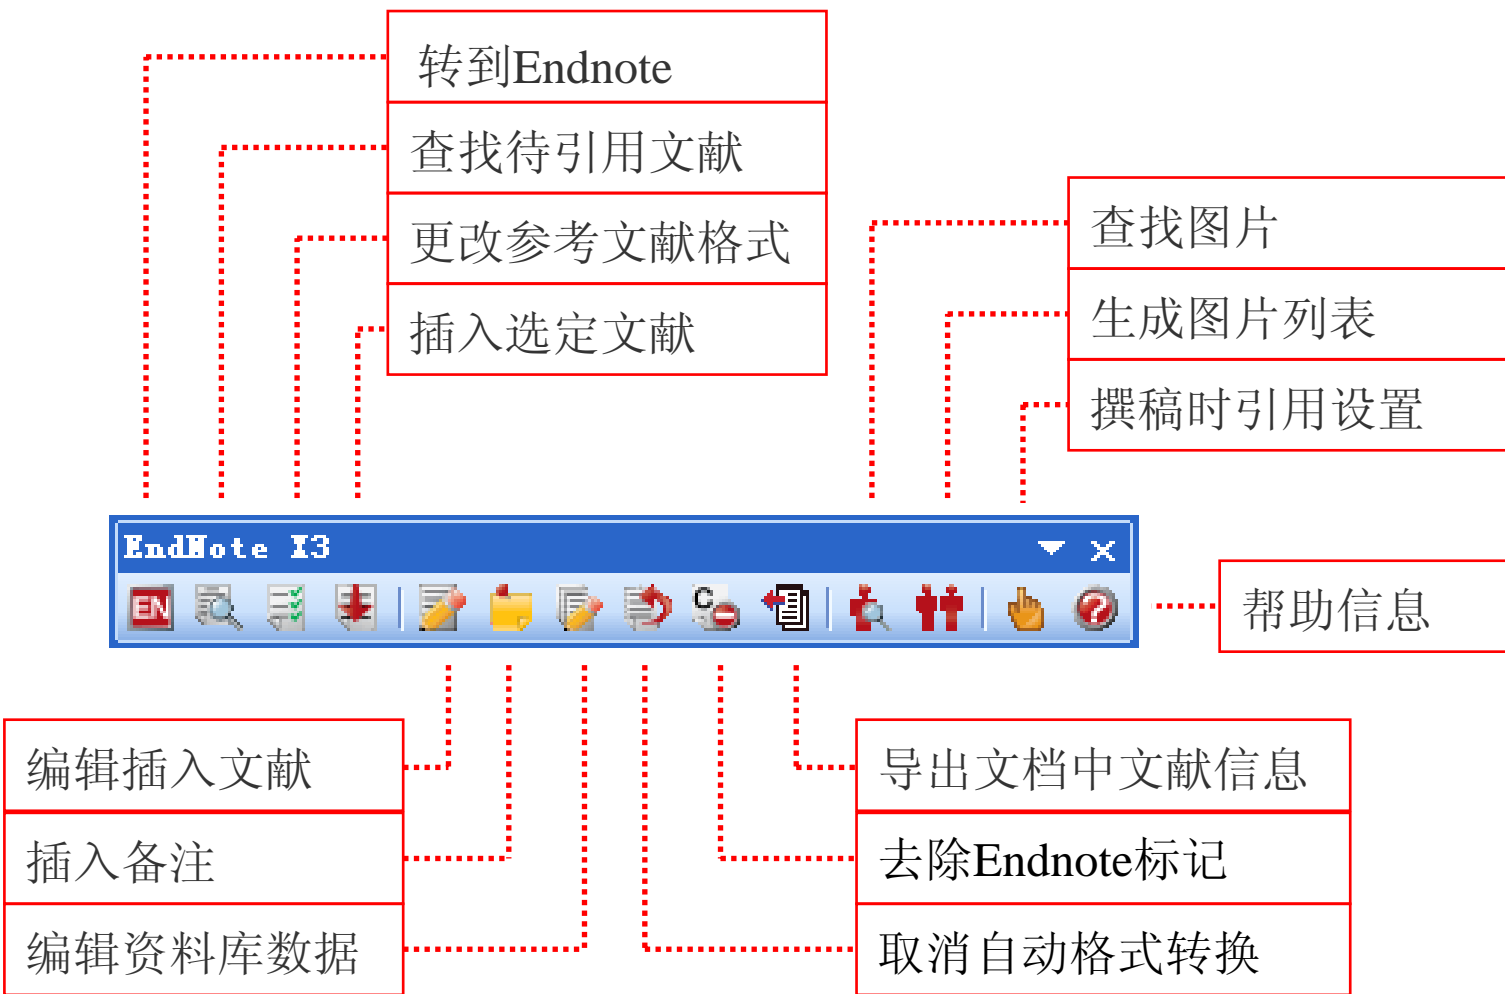 转到Endnote
查找待引用文献
更改参考文献格式
插入选定文献
查找图片
生成图片列表
撰稿时引用设置
EndNote X3
EN
C
帮助信息
编辑插入文献
插入备注
编辑资料库数据
导出文档中文献信息
去除Endnote标记
取消自动格式转换